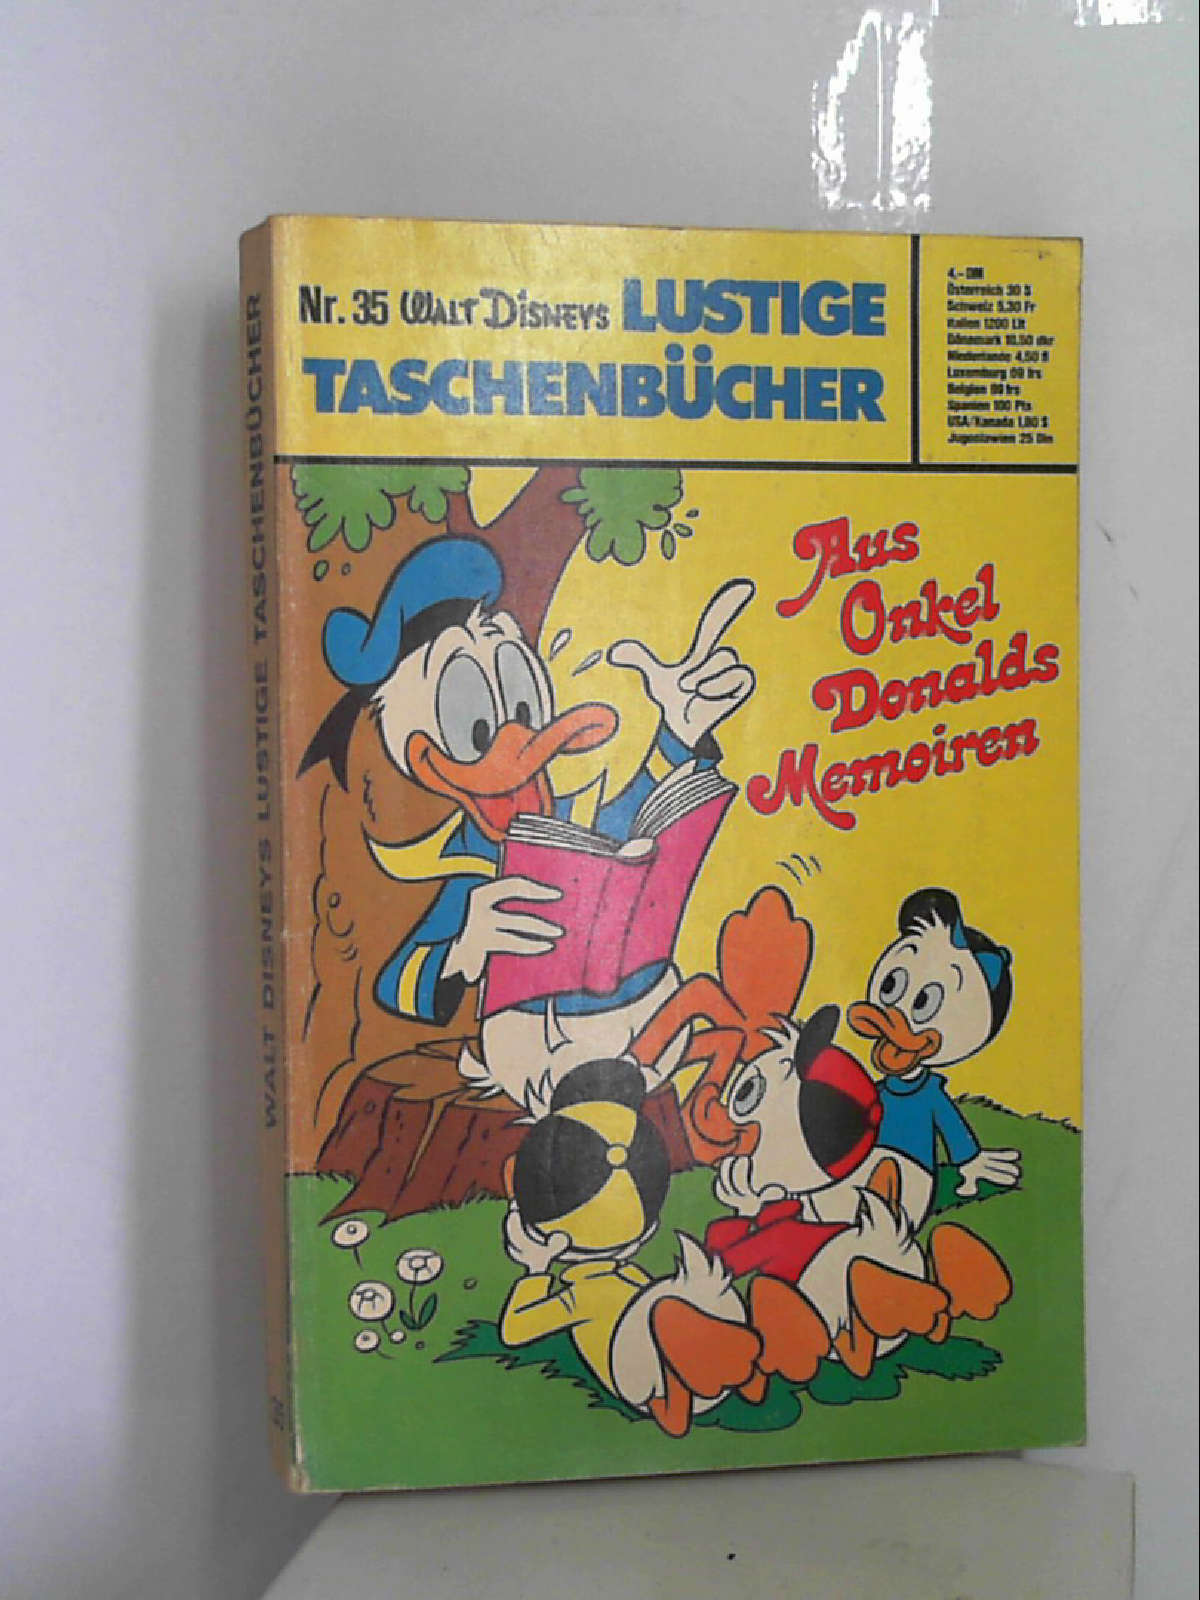 Nr. 35 WALT DISNEYS LUSTIGE
TASCHENBÜCHER
4,- DM
Österreich 30 S
Schweiz 5,30 Fr
Italien 1200 Lit
Dänemark 10,50 dkr
Niederlande 4,50 fl
Luxemburg 69 frs
Belgien 69 frs
Spanien 100 Pts
USA/Kanada 1,80 $
Jugoslawien 25 Din
Aus
Onkel
Donalds
Memoiren
WALT DISNEYS LUSTIGE TASCHENBÜCHER